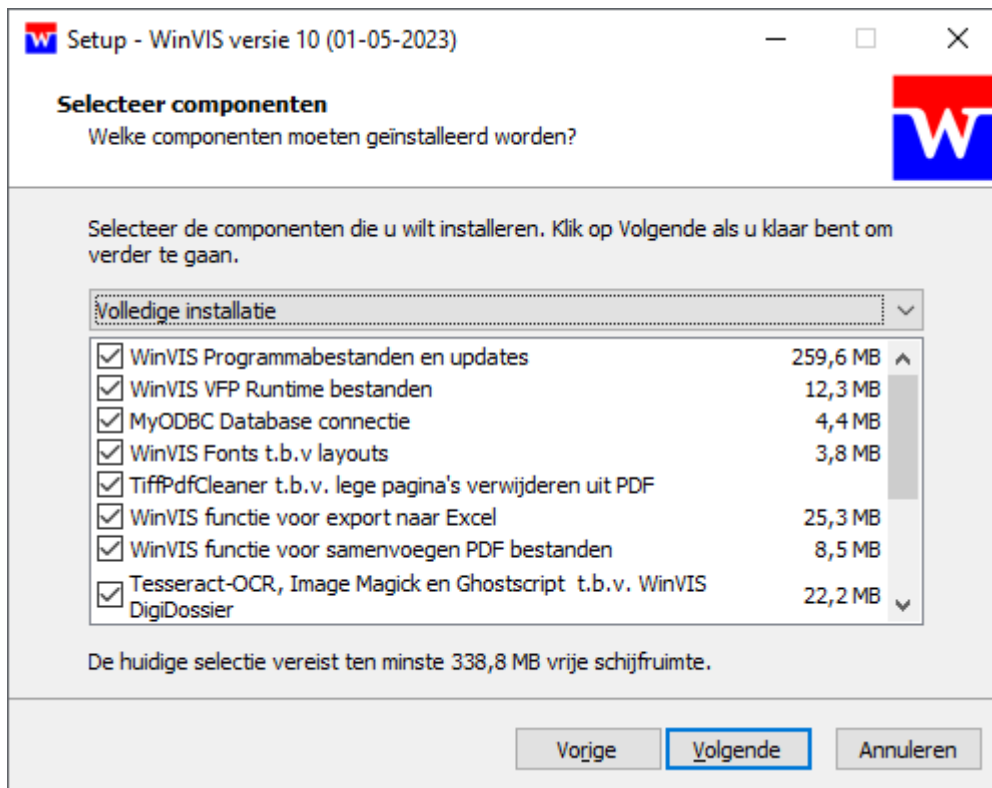 W Setup - WinVIS versie 10 (01-05-2023)
Selecteer componenten
Welke componenten moeten geïnstalleerd worden?
W
Selecteer de componenten die u wilt installeren. Klik op Volgende als u klaar bent om
verder te gaan.
Volledige installatie
WinVIS Programmabestanden en updates 259,6 MB
WinVIS VFP Runtime bestanden 12,3 MB
MyODBC Database connectie 4,4 MB
WinVIS Fonts t.b.v layouts 3,8 MB
TiffPdfCleaner t.b.v. lege pagina's verwijderen uit PDF
WinVIS functie voor export naar Excel 25,3 MB
WinVIS functie voor samenvoegen PDF bestanden 8,5 MB
Tesseract-OCR, Image Magick en Ghostscript t.b.v. WinVIS
DigiDossier 22,2 MB
De huidige selectie vereist ten minste 338,8 MB vrije schijfruimte.
Vorige Volgende Annuleren